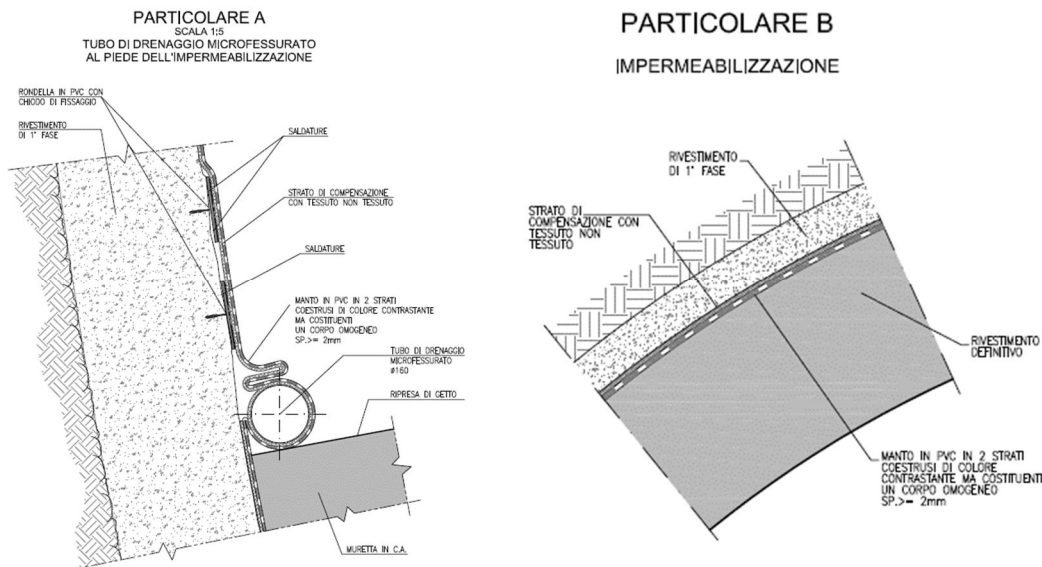 PARTICOLARE A
SCALA 1:5
TUBO DI DRENAGGIO MICROFESSURATO
AL PIEDE DELL'IMPERMEABILIZZAZIONE
RONDELLA IN PVC CON
CHIODO DI FISSAGGIO
RIVESTIMENTO
DI 1° FASE
SALDATURE
STRATO DI COMPENSAZIONE
CON TESSUTO NON TESSUTO
SALDATURE
MANTO IN PVC IN 2 STRATI
COESTRUSI DI COLORE CONTRASTANTE
MA COSTITUENTI
UN CORPO OMOGENEO
SP.>= 2mm
TUBO DI DRENAGGIO
MICROFESSURATO
ø160
RIPRESA DI GETTO
MURETTA IN C.A.
PARTICOLARE B
IMPERMEABILIZZAZIONE
RIVESTIMENTO
DI 1° FASE
STRATO DI
COMPENSAZIONE CON
TESSUTO NON
TESSUTO
RIVESTIMENTO
DEFINITIVO
MANTO IN PVC IN 2 STRATI
COESTRUSI DI COLORE
CONTRASTANTE MA COSTITUENTI
UN CORPO OMOGENEO
SP.>= 2mm